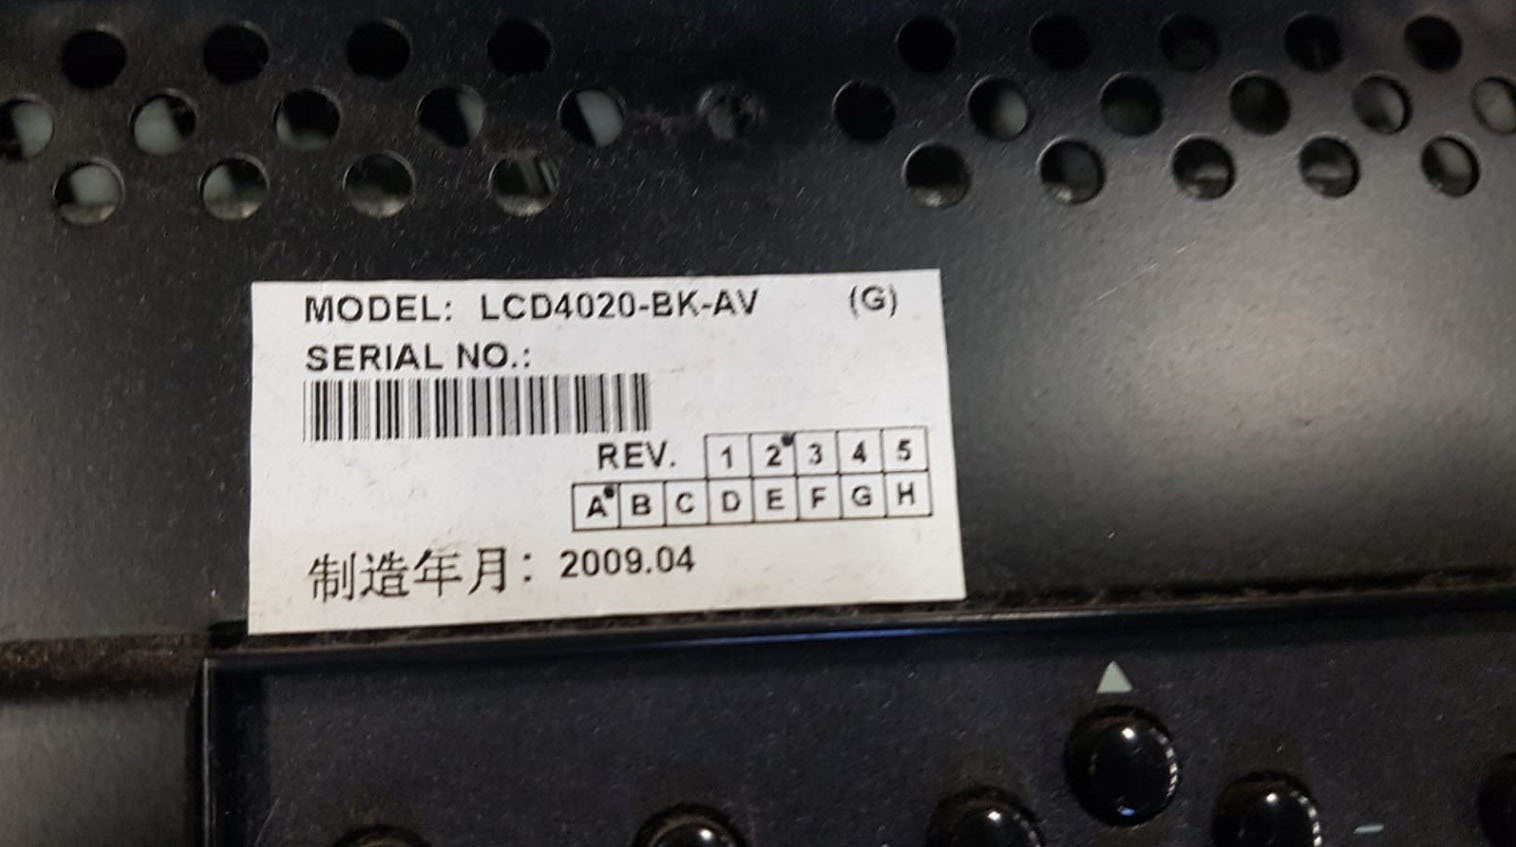 MODEL: LCD4020-BK-AV (G)
SERIAL NO.:
REV. 1 2 3 4 5
A B C D E F G H
制造年月: 2009.04